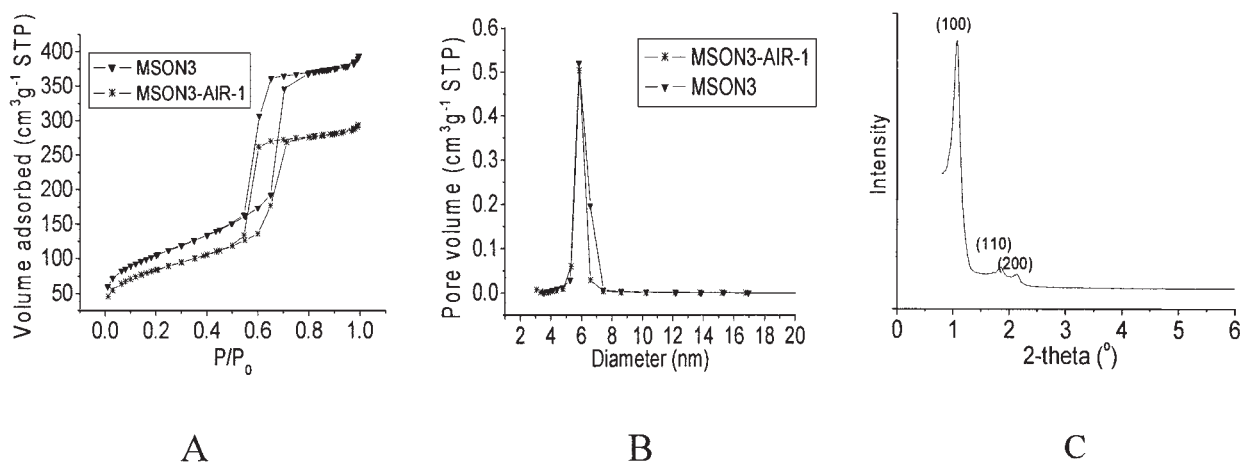 A
Volume adsorbed (cm³g⁻¹ STP)
400
350
300
250
200
150
100
50
MSON3
MSON3-AIR-1
0.0 0.2 0.4 0.6 0.8 1.0
P/P₀
B
Pore volume (cm³g⁻¹ STP)
0.6
0.5
0.4
0.3
0.2
0.1
0.0
MSON3-AIR-1
MSON3
2 4 6 8 10 12 14 16 18 20
Diameter (nm)
C
Intensity
(100)
(110)
(200)
0 1 2 3 4 5 6
2-theta (°)
A B C